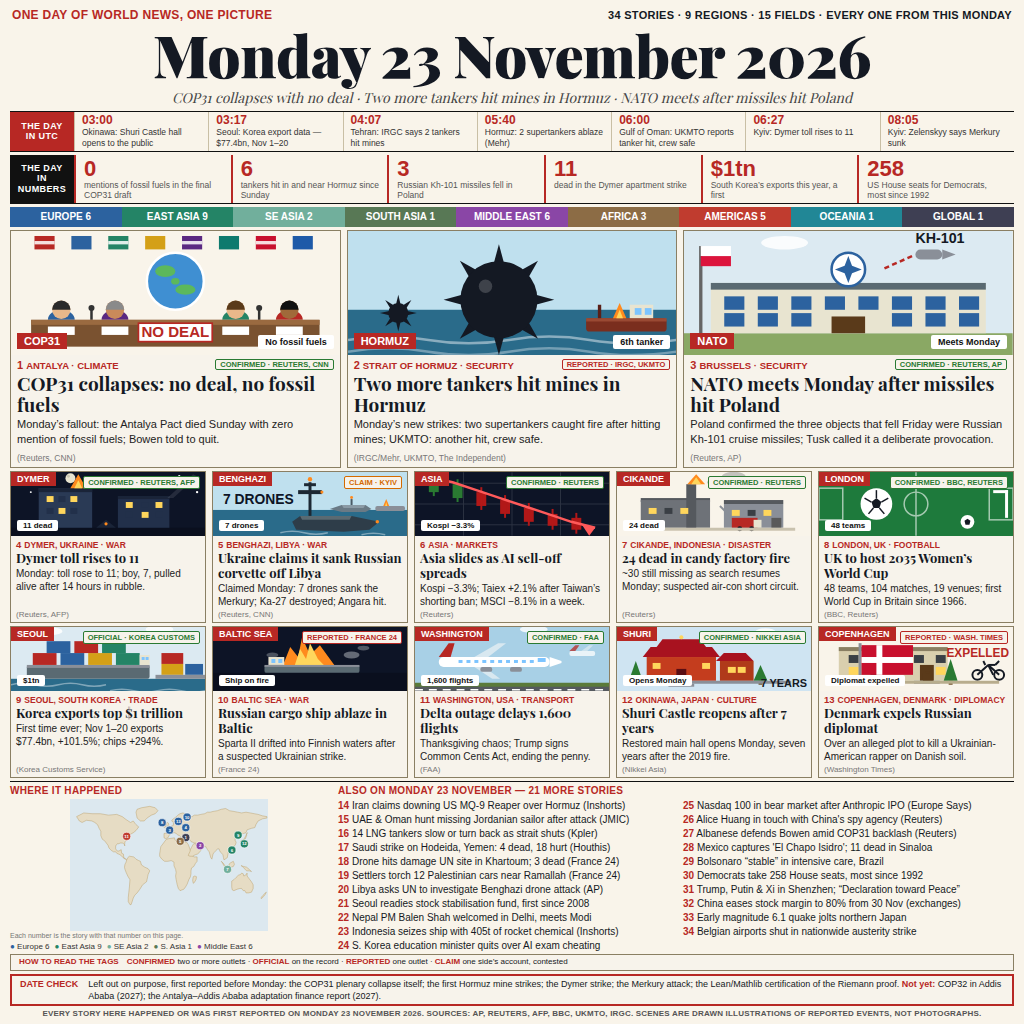 ONE DAY OF WORLD NEWS, ONE PICTURE
34 STORIES · 9 REGIONS · 15 FIELDS · EVERY ONE FROM THIS MONDAY
Monday 23 November 2026
COP31 collapses with no deal · Two more tankers hit mines in Hormuz · NATO meets after missiles hit Poland
THE DAY
IN UTC
03:00
Okinawa: Shuri Castle hall
opens to the public
03:17
Seoul: Korea export data —
$77.4bn, Nov 1–20
04:07
Tehran: IRGC says 2 tankers
hit mines
(05:40)
Hormuz: 2 supertankers ablaze
(Mehr)
06:00
Gulf of Oman: UKMTO reports
tanker hit, crew safe
06:27
Kyiv: Dymer toll rises to 11
08:05
Kyiv: Zelenskyy says Merkury
sunk
THE DAY
IN
NUMBERS
0
mentions of fossil fuels in the final
COP31 draft
6
tankers hit in and near Hormuz since
Sunday
3
Russian Kh-101 missiles fell in
Poland
11
dead in the Dymer apartment strike
$1tn
South Korea's exports this year, a
first
258
US House seats for Democrats,
most since 1992
EUROPE 6
EAST ASIA 9
SE ASIA 2
SOUTH ASIA 1
MIDDLE EAST 6
AFRICA 3
AMERICAS 5
OCEANIA 1
GLOBAL 1
NO DEAL
COP31
No fossil fuels
1 ANTALYA · CLIMATE
CONFIRMED · REUTERS, CNN
COP31 collapses: no deal, no fossil
fuels
Monday's fallout: the Antalya Pact died Sunday with zero
mention of fossil fuels; Bowen told to quit.
(Reuters, CNN)
HORMUZ
6th tanker
2 STRAIT OF HORMUZ · SECURITY
REPORTED · IRGC, UKMTO
Two more tankers hit mines in
Hormuz
Monday's new strikes: two supertankers caught fire after hitting
mines; UKMTO: another hit, crew safe.
(IRGC/Mehr, UKMTO, The Independent)
KH-101
NATO
Meets Monday
3 BRUSSELS · SECURITY
CONFIRMED · REUTERS, AP
NATO meets Monday after missiles
hit Poland
Poland confirmed the three objects that fell Friday were Russian
Kh-101 cruise missiles; Tusk called it a deliberate provocation.
(Reuters, AP)
DYMER
CONFIRMED · REUTERS, AFP
11 dead
4 DYMER, UKRAINE · WAR
Dymer toll rises to 11
Monday: toll rose to 11; boy, 7, pulled
alive after 14 hours in rubble.
(Reuters, AFP)
BENGHAZI
CLAIM · KYIV
7 DRONES
7 drones
5 BENGHAZI, LIBYA · WAR
Ukraine claims it sank Russian
corvette off Libya
Claimed Monday: 7 drones sank the
Merkury; Ka-27 destroyed; Angara hit.
(Reuters, CNN)
ASIA
CONFIRMED · REUTERS
Kospi −3.3%
6 ASIA · MARKETS
Asia slides as AI sell-off
spreads
Kospi −3.3%; Taiex +2.1% after Taiwan's
shorting ban; MSCI −8.1% in a week.
(Reuters)
CIKANDE
CONFIRMED · REUTERS
24 dead
7 CIKANDE, INDONESIA · DISASTER
24 dead in candy factory fire
~30 still missing as search resumes
Monday; suspected air-con short circuit.
(Reuters)
LONDON
CONFIRMED · BBC, REUTERS
48 teams
8 LONDON, UK · FOOTBALL
UK to host 2035 Women's
World Cup
48 teams, 104 matches, 19 venues; first
World Cup in Britain since 1966.
(BBC, Reuters)
SEOUL
OFFICIAL · KOREA CUSTOMS
$1tn
9 SEOUL, SOUTH KOREA · TRADE
Korea exports top $1 trillion
First time ever; Nov 1–20 exports
$77.4bn, +101.5%; chips +294%.
(Korea Customs Service)
BALTIC SEA
REPORTED · FRANCE 24
Ship on fire
10 BALTIC SEA · WAR
Russian cargo ship ablaze in
Baltic
Sparta II drifted into Finnish waters after
a suspected Ukrainian strike.
(France 24)
WASHINGTON
CONFIRMED · FAA
1,600 flights
11 WASHINGTON, USA · TRANSPORT
Delta outage delays 1,600
flights
Thanksgiving chaos; Trump signs
Common Cents Act, ending the penny.
(FAA)
SHURI
CONFIRMED · NIKKEI ASIA
Opens Monday
7 YEARS
12 OKINAWA, JAPAN · CULTURE
Shuri Castle reopens after 7
years
Restored main hall opens Monday, seven
years after the 2019 fire.
(Nikkei Asia)
COPENHAGEN
REPORTED · WASH. TIMES
EXPELLED
Diplomat expelled
13 COPENHAGEN, DENMARK · DIPLOMACY
Denmark expels Russian
diplomat
Over an alleged plot to kill a Ukrainian-
American rapper on Danish soil.
(Washington Times)
WHERE IT HAPPENED
Each number is the story with that number on this page.
● Europe 6 ● East Asia 9 ● SE Asia 2 ● S. Asia 1 ● Middle East 6
ALSO ON MONDAY 23 NOVEMBER — 21 MORE STORIES
14 Iran claims downing US MQ-9 Reaper over Hormuz (Inshorts)
15 UAE & Oman hunt missing Jordanian sailor after attack (JMIC)
16 14 LNG tankers slow or turn back as strait shuts (Kpler)
17 Saudi strike on Hodeida, Yemen: 4 dead, 18 hurt (Houthis)
18 Drone hits damage UN site in Khartoum; 3 dead (France 24)
19 Settlers torch 12 Palestinian cars near Ramallah (France 24)
20 Libya asks UN to investigate Benghazi drone attack (AP)
21 Seoul readies stock stabilisation fund, first since 2008
22 Nepal PM Balen Shah welcomed in Delhi, meets Modi
23 Indonesia seizes ship with 405t of rocket chemical (Inshorts)
24 S. Korea education minister quits over AI exam cheating
25 Nasdaq 100 in bear market after Anthropic IPO (Europe Says)
26 Alice Huang in touch with China's spy agency (Reuters)
27 Albanese defends Bowen amid COP31 backlash (Reuters)
28 Mexico captures 'El Chapo Isidro'; 11 dead in Sinaloa
29 Bolsonaro “stable” in intensive care, Brazil
30 Democrats take 258 House seats, most since 1992
31 Trump, Putin & Xi in Shenzhen; “Declaration toward Peace”
32 China eases stock margin to 80% from 30 Nov (exchanges)
33 Early magnitude 6.1 quake jolts northern Japan
34 Belgian airports shut in nationwide austerity strike
HOW TO READ THE TAGS CONFIRMED two or more outlets · OFFICIAL on the record · REPORTED one outlet · CLAIM one side's account, contested
DATE CHECK Left out on purpose, first reported before Monday: the COP31 plenary collapse itself; the first Hormuz mine strikes; the Dymer strike; the Merkury attack; the Lean/Mathlib certification of the Riemann proof. Not yet: COP32 in Addis
Ababa (2027); the Antalya–Addis Ababa adaptation finance report (2027).
EVERY STORY HERE HAPPENED OR WAS FIRST REPORTED ON MONDAY 23 NOVEMBER 2026. SOURCES: AP, REUTERS, AFP, BBC, UKMTO, IRGC. SCENES ARE DRAWN ILLUSTRATIONS OF REPORTED EVENTS, NOT PHOTOGRAPHS.